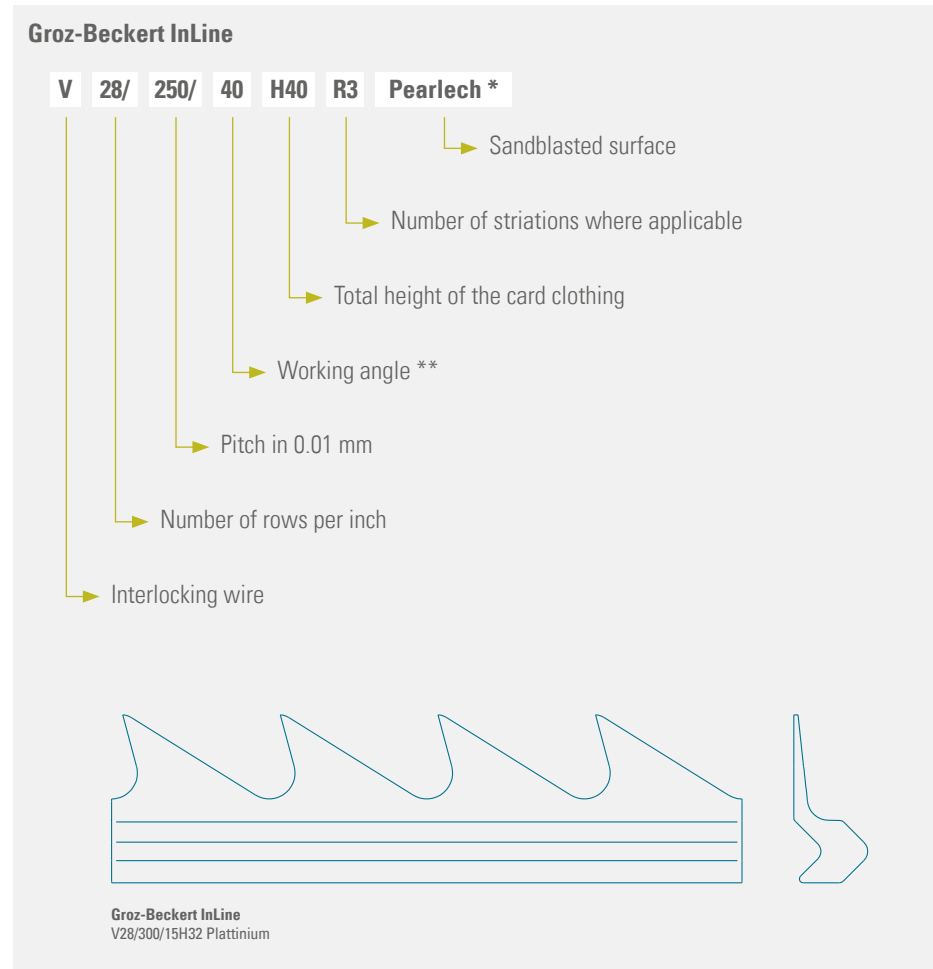 Groz-Beckert InLine
V 28/ 250/ 40 H40 R3 Pearlech *
Sandblasted surface
Number of striations where applicable
Total height of the card clothing
Working angle **
Pitch in 0.01 mm
Number of rows per inch
Interlocking wire
Groz-Beckert InLine
V28/300/15H32 Plattinium